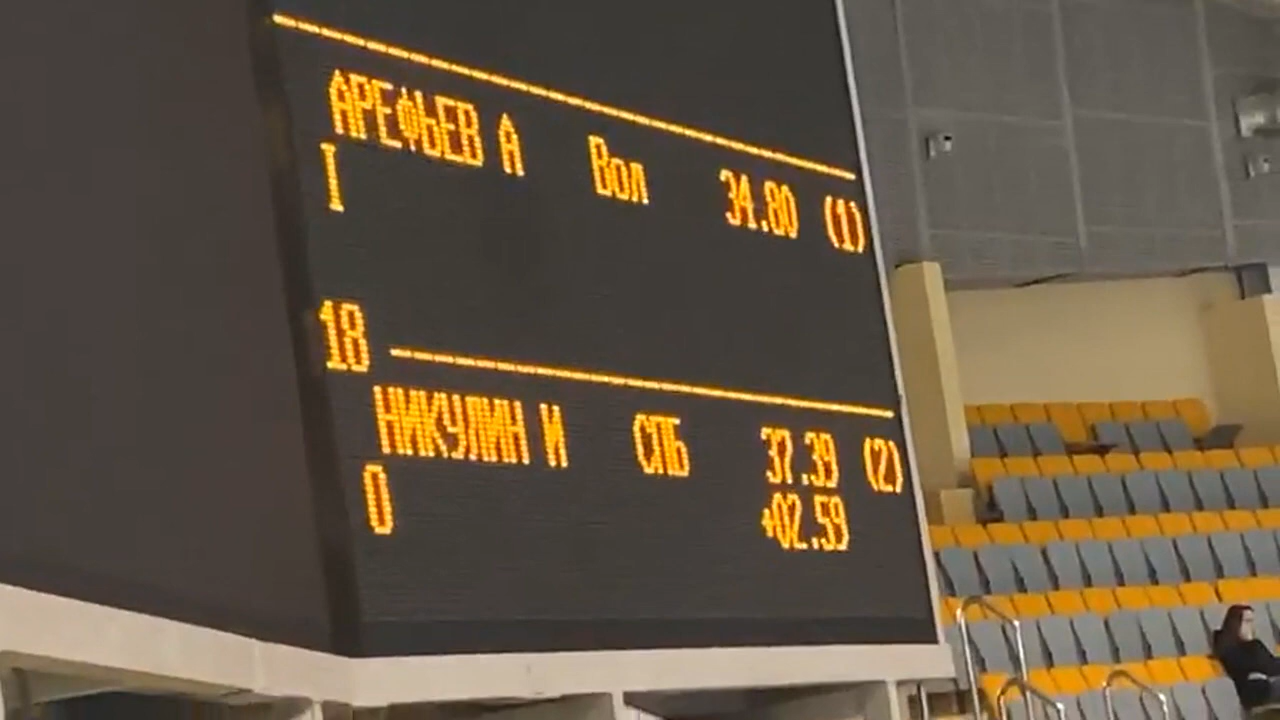 АРЕФЬЕВ А Вол 34.80 (1)
I
18
НИКУЛИН И СПБ 37.39 (2)
0 +02.59